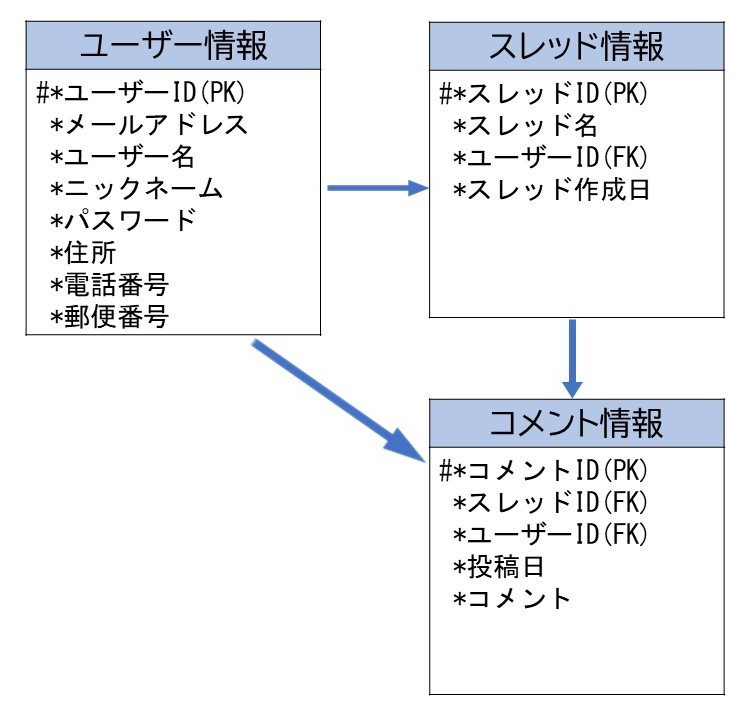 ユーザー情報
#*ユーザーID(PK)
*メールアドレス
*ユーザー名
*ニックネーム
*パスワード
*住所
*電話番号
*郵便番号
スレッド情報
#*スレッドID(PK)
*スレッド名
*ユーザーID(FK)
*スレッド作成日
コメント情報
#*コメントID(PK)
*スレッドID(FK)
*ユーザーID(FK)
*投稿日
*コメント